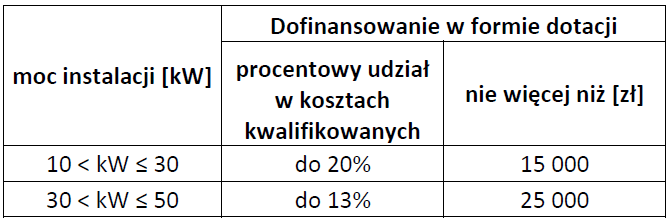 moc instalacji [kW]
Dofinansowanie w formie dotacji
procentowy udział
w kosztach
kwalifikowanych
nie więcej niż [zł]
10 < kW ≤ 30
do 20%
15 000
30 < kW ≤ 50
do 13%
25 000